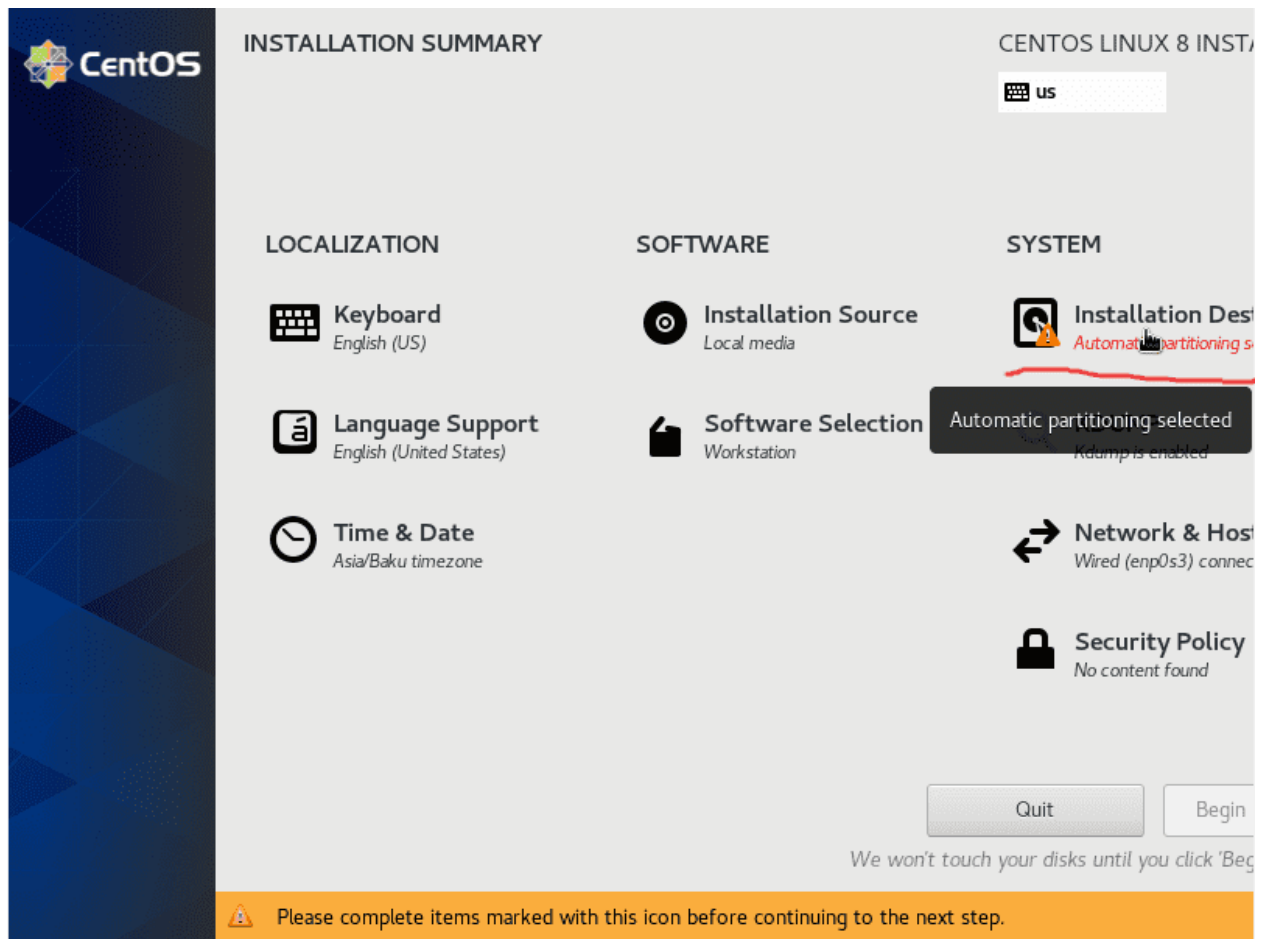 CentOS
INSTALLATION SUMMARY
CENTOS LINUX 8 INSTA
us
LOCALIZATION
SOFTWARE
SYSTEM
Keyboard
English (US)
Installation Source
Local media
Installation Dest
Automatic partitioning s
Language Support
English (United States)
Software Selection
Workstation
Automatic partitioning selected
Kdump is enabled
Time & Date
Asia/Baku timezone
Network & Host
Wired (enp0s3) connec
Security Policy
No content found
Quit
Begin
We won't touch your disks until you click 'Beg
Please complete items marked with this icon before continuing to the next step.